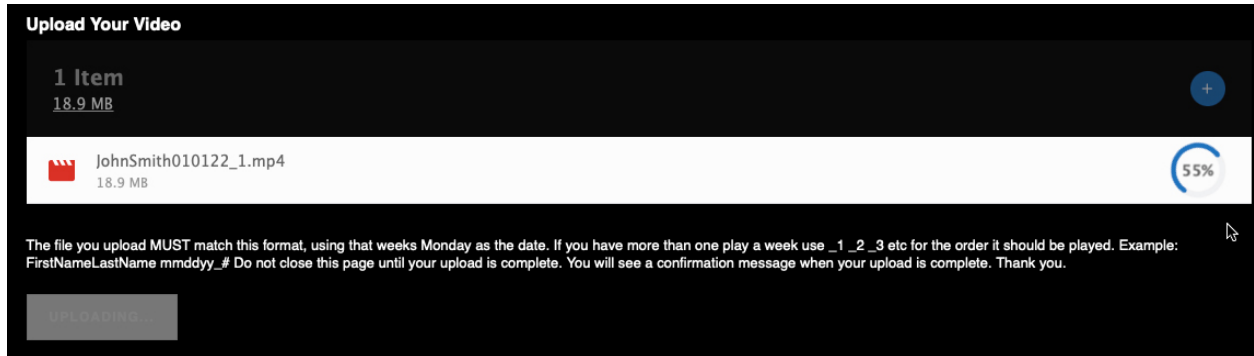 Upload Your Video
1 Item
18.9 MB
+
JohnSmith010122_1.mp4
18.9 MB
55%
The file you upload MUST match this format, using that weeks Monday as the date. If you have more than one play a week use _1 _2 _3 etc for the order it should be played. Example:
FirstNameLastName mmddyy_# Do not close this page until your upload is complete. You will see a confirmation message when your upload is complete. Thank you.
UPLOADING...